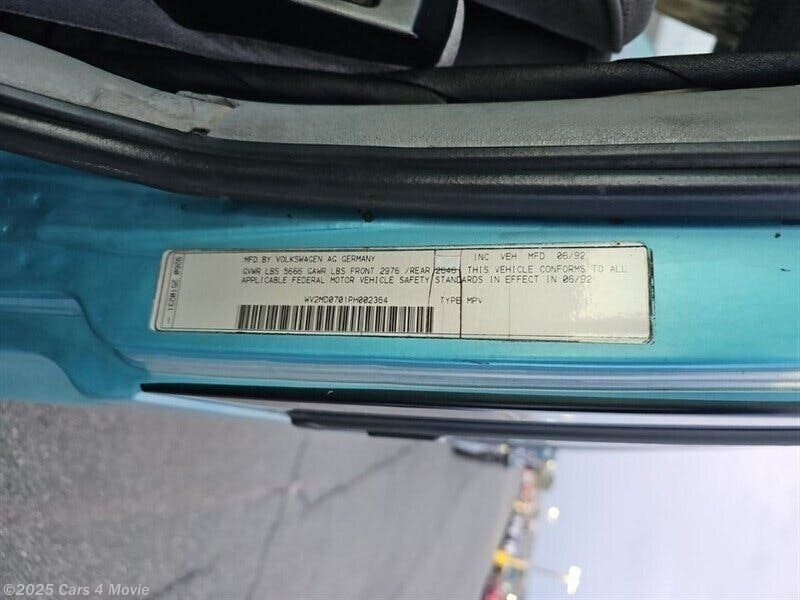 MFD BY VOLKSWAGEN AG GERMANY INC VEH MFD 06/92
GVWR LBS 5666 GAWR LBS FRONT 2976 /REAR 2646 THIS VEHICLE CONFORMS TO ALL
APPLICABLE FEDERAL MOTOR VEHICLE SAFETY STANDARDS IN EFFECT IN 06/92
WV2MD0701PH002364 TYPE MPV
©2025 Cars 4 Movie